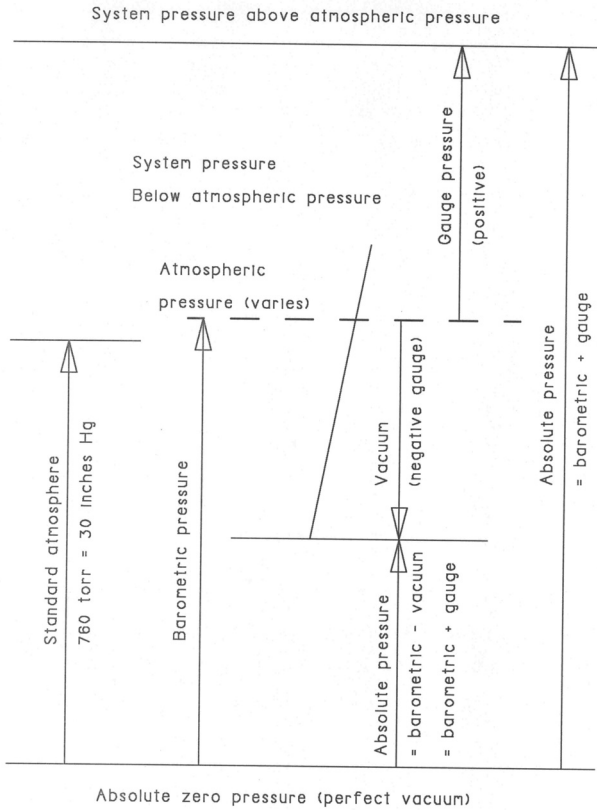 System pressure above atmospheric pressure
System pressure
Below atmospheric pressure
Atmospheric
pressure (varies)
Gauge pressure
(positive)
Absolute pressure
= barometric + gauge
Vacuum
(negative gauge)
Standard atmosphere
760 torr = 30 Inches Hg
Barometric pressure
Absolute pressure
= barometric - vacuum
= barometric + gauge
Absolute zero pressure (perfect vacuum)